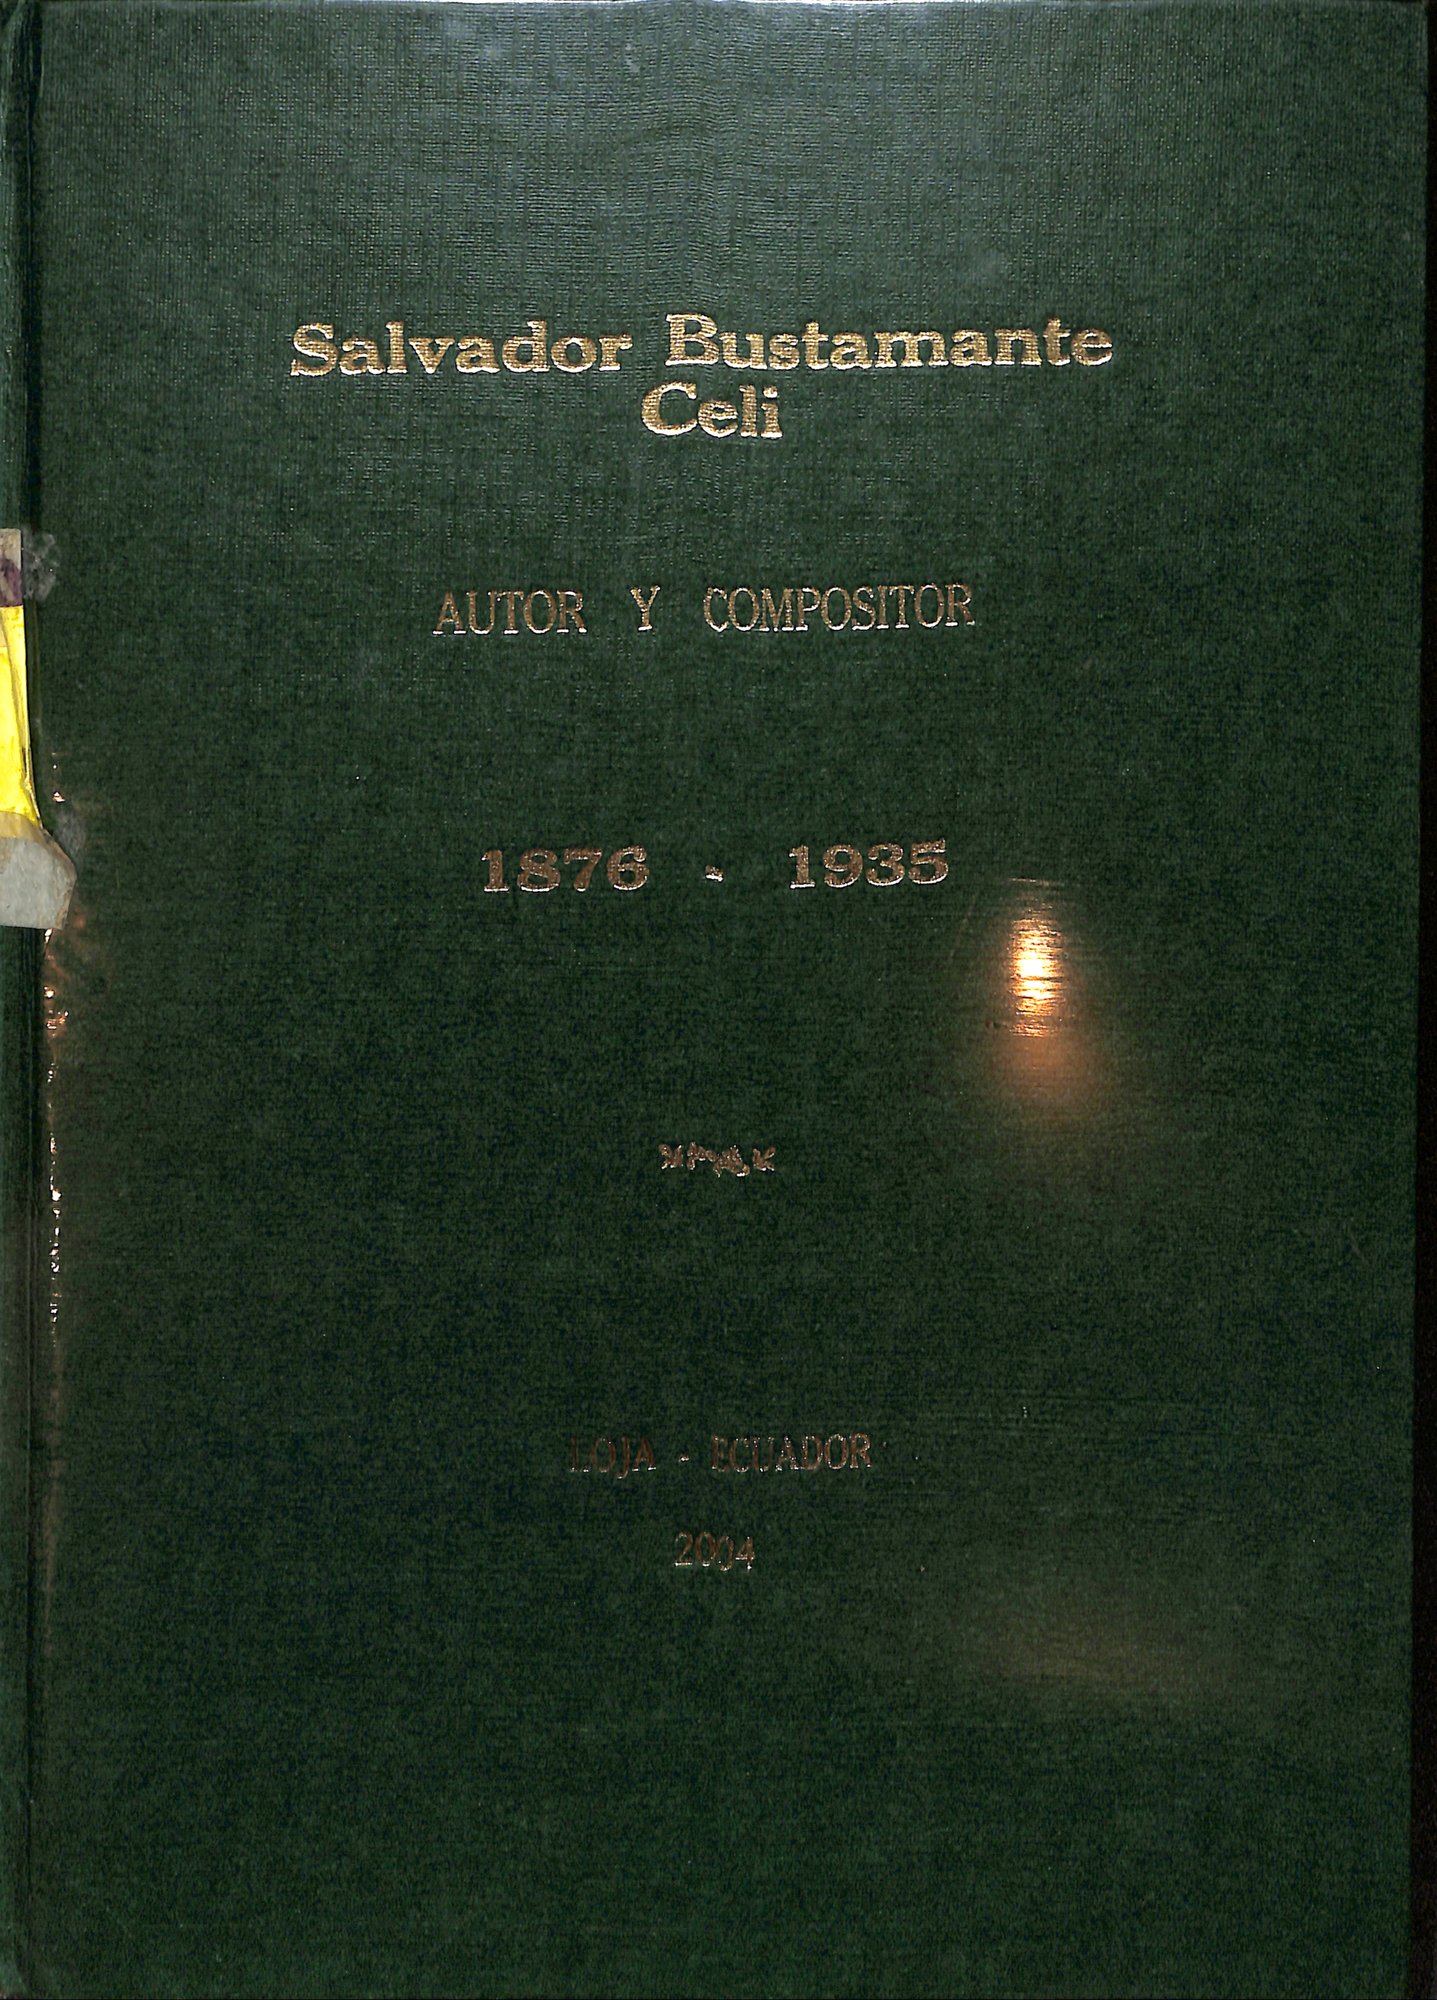 Salvador Bustamante
Celi
AUTOR Y COMPOSITOR
1876 - 1935
LOJA - ECUADOR
2004